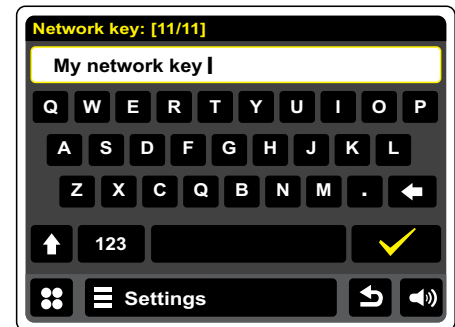 Network key: [11/11]
My network key
Q W E R T Y U I O P
A S D F G H J K L
Z X C Q B N M .
123
Settings